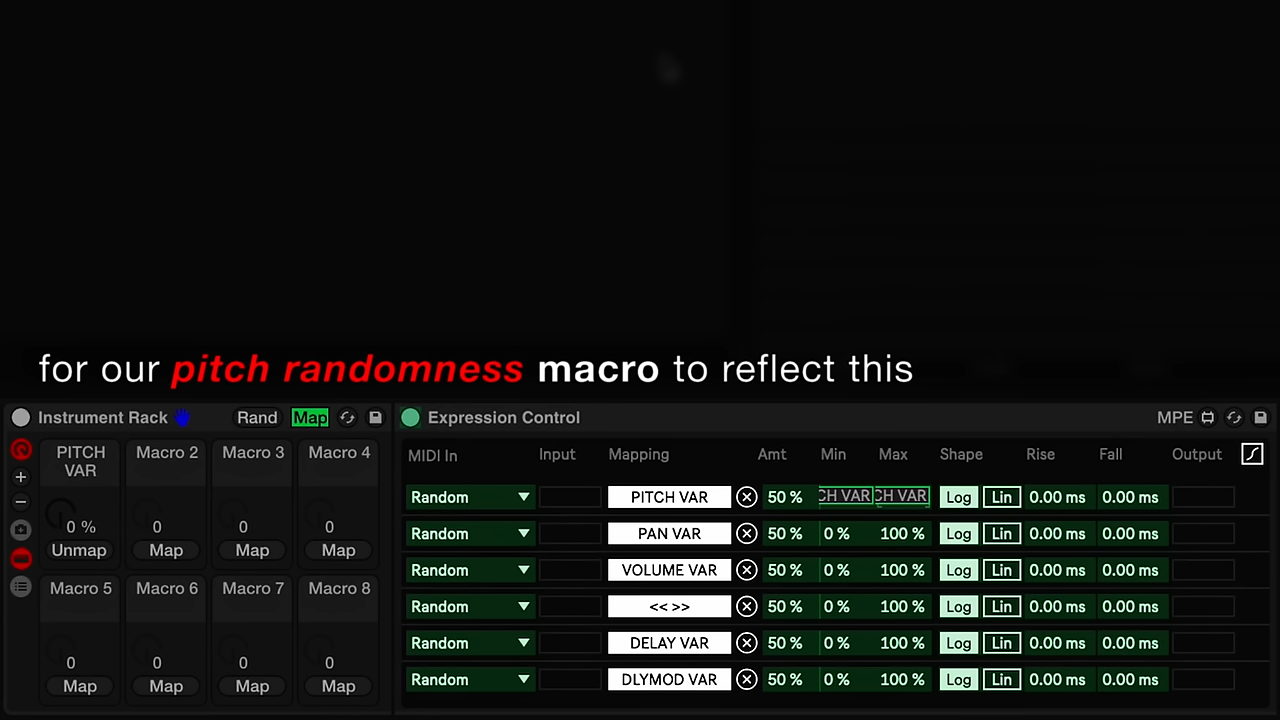 for our pitch randomness macro to reflect this
Instrument Rack Rand Map
Expression Control MPE
PITCH VAR Macro 2 Macro 3 Macro 4
0 % 0 0 0
Unmap Map Map Map
Macro 5 Macro 6 Macro 7 Macro 8
0 0 0 0
Map Map Map Map
MIDI In Input Mapping Amt Min Max Shape Rise Fall Output
Random PITCH VAR 50 % CH VAR CH VAR Log Lin 0.00 ms 0.00 ms
Random PAN VAR 50 % 0 % 100 % Log Lin 0.00 ms 0.00 ms
Random VOLUME VAR 50 % 0 % 100 % Log Lin 0.00 ms 0.00 ms
Random << >> 50 % 0 % 100 % Log Lin 0.00 ms 0.00 ms
Random DELAY VAR 50 % 0 % 100 % Log Lin 0.00 ms 0.00 ms
Random DLYMOD VAR 50 % 0 % 100 % Log Lin 0.00 ms 0.00 ms